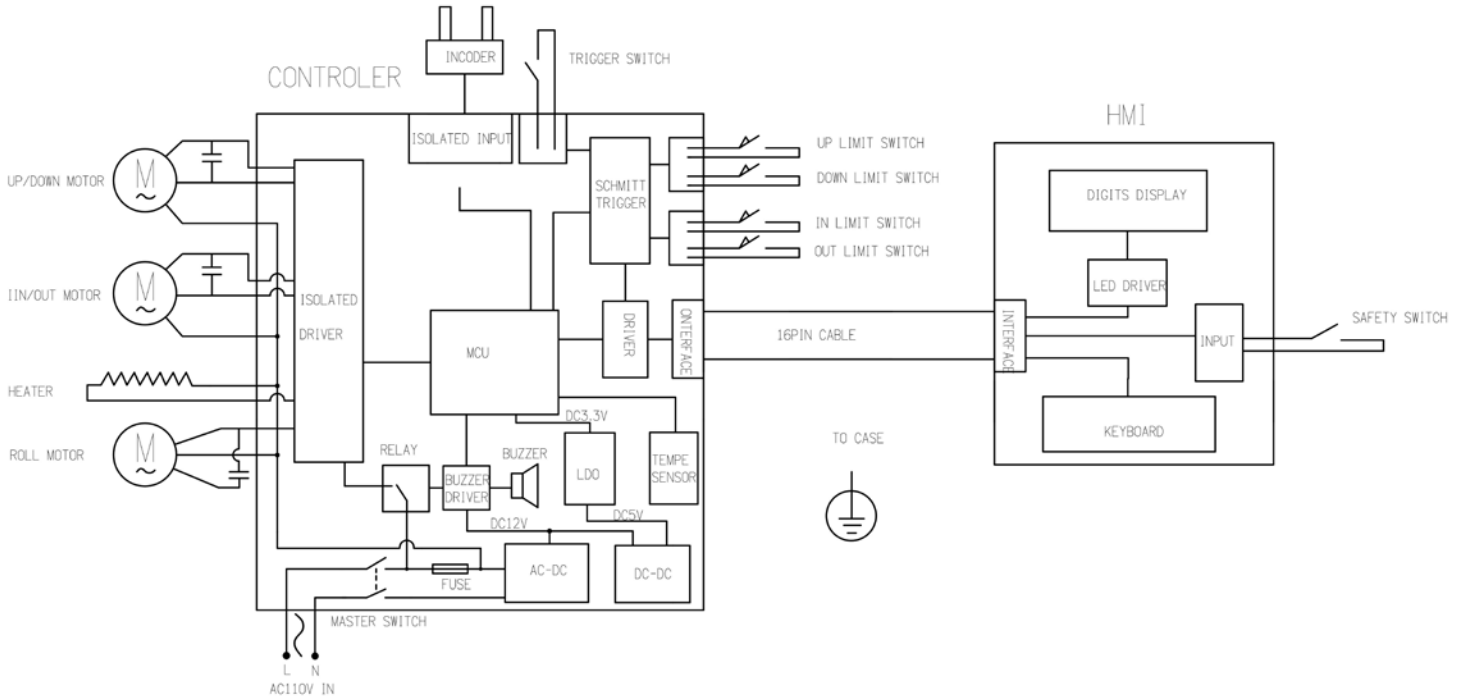 INCODER
TRIGGER SWITCH
CONTROLER
ISOLATED INPUT
HMI
UP LIMIT SWITCH
DOWN LIMIT SWITCH
IN LIMIT SWITCH
OUT LIMIT SWITCH
SCHMITT
TRIGGER
DIGITS DISPLAY
LED DRIVER
M
UP/DOWN MOTOR
M
IIN/OUT MOTOR
ISOLATED
DRIVER
MCU
DRIVER
ONTERFACE
16PIN CABLE
INTERFACE
INPUT
SAFETY SWITCH
HEATER
KEYBOARD
M
ROLL MOTOR
RELAY
BUZZER
DRIVER
BUZZER
DC3.3V
LDO
TEMPE
SENSOR
TO CASE
DC12V
DC5V
AC-DC
DC-DC
FUSE
MASTER SWITCH
L N
AC110V IN